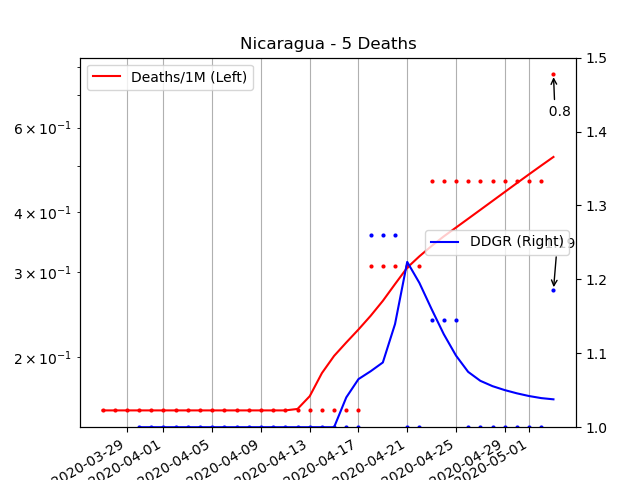 Nicaragua - 5 Deaths
Deaths/1M (Left)
DDGR (Right)
0.8
6 × 10⁻¹
4 × 10⁻¹
3 × 10⁻¹
2 × 10⁻¹
1.5
1.4
1.3
1.2
1.1
1.0
2020-03-29
2020-04-01
2020-04-05
2020-04-09
2020-04-13
2020-04-17
2020-04-21
2020-04-25
2020-04-29
2020-05-01